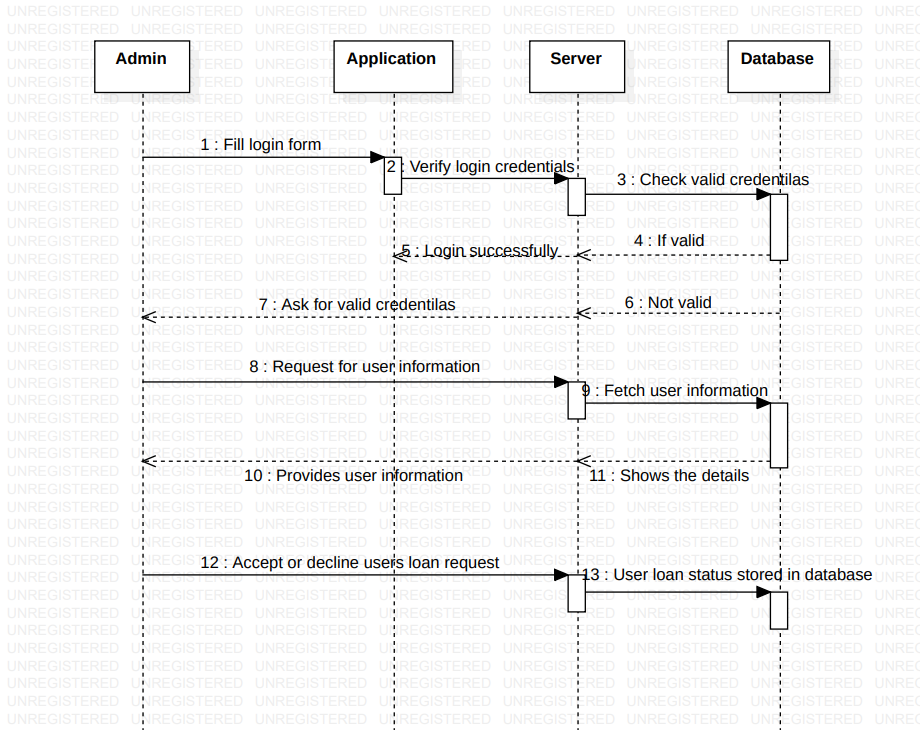 Admin
Application
Server
Database
1 : Fill login form
2 : Verify login credentials
3 : Check valid credentilas
4 : If valid
5 : Login successfully
6 : Not valid
7 : Ask for valid credentilas
8 : Request for user information
9 : Fetch user information
10 : Provides user information
11 : Shows the details
12 : Accept or decline users loan request
13 : User loan status stored in database
UNREGISTERED